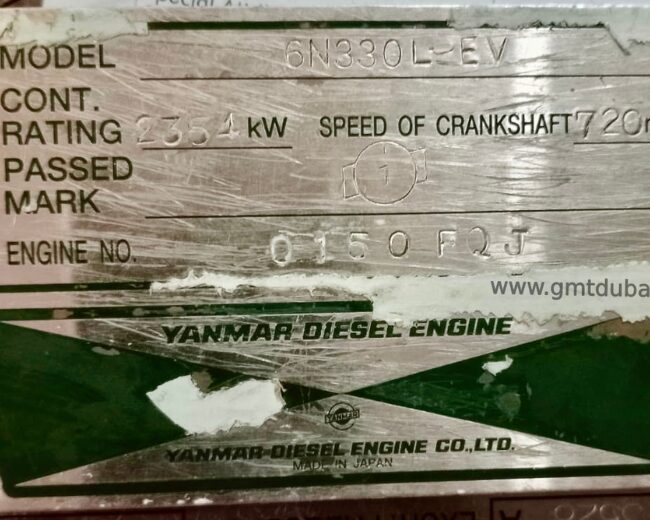 MODEL 6N330L-EV
CONT.
RATING 2354 kW SPEED OF CRANKSHAFT 720
PASSED
MARK
ENGINE NO. 0150FQJ
www.gmtduba
YANMAR DIESEL ENGINE
YANMAR
YANMAR DIESEL ENGINE CO.,LTD.
MADE IN JAPAN